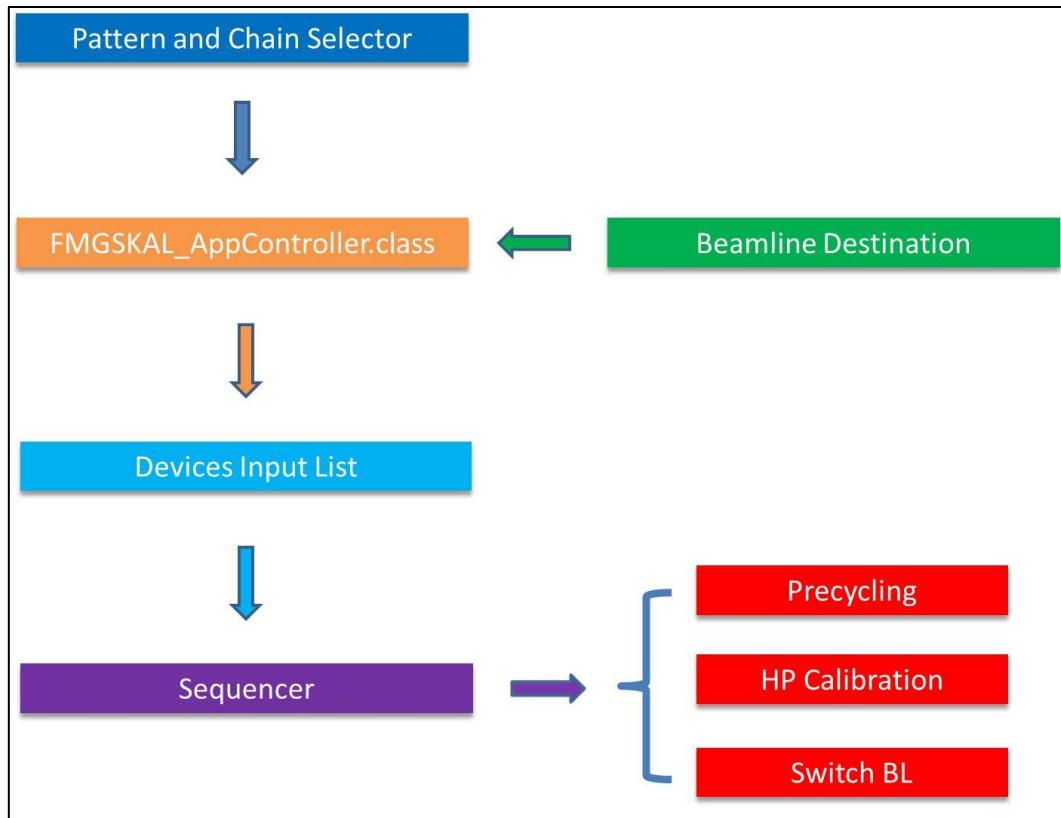 Pattern and Chain Selector
FMGSKAL_AppController.class
Beamline Destination
Devices Input List
Sequencer
Precycling
HP Calibration
Switch BL